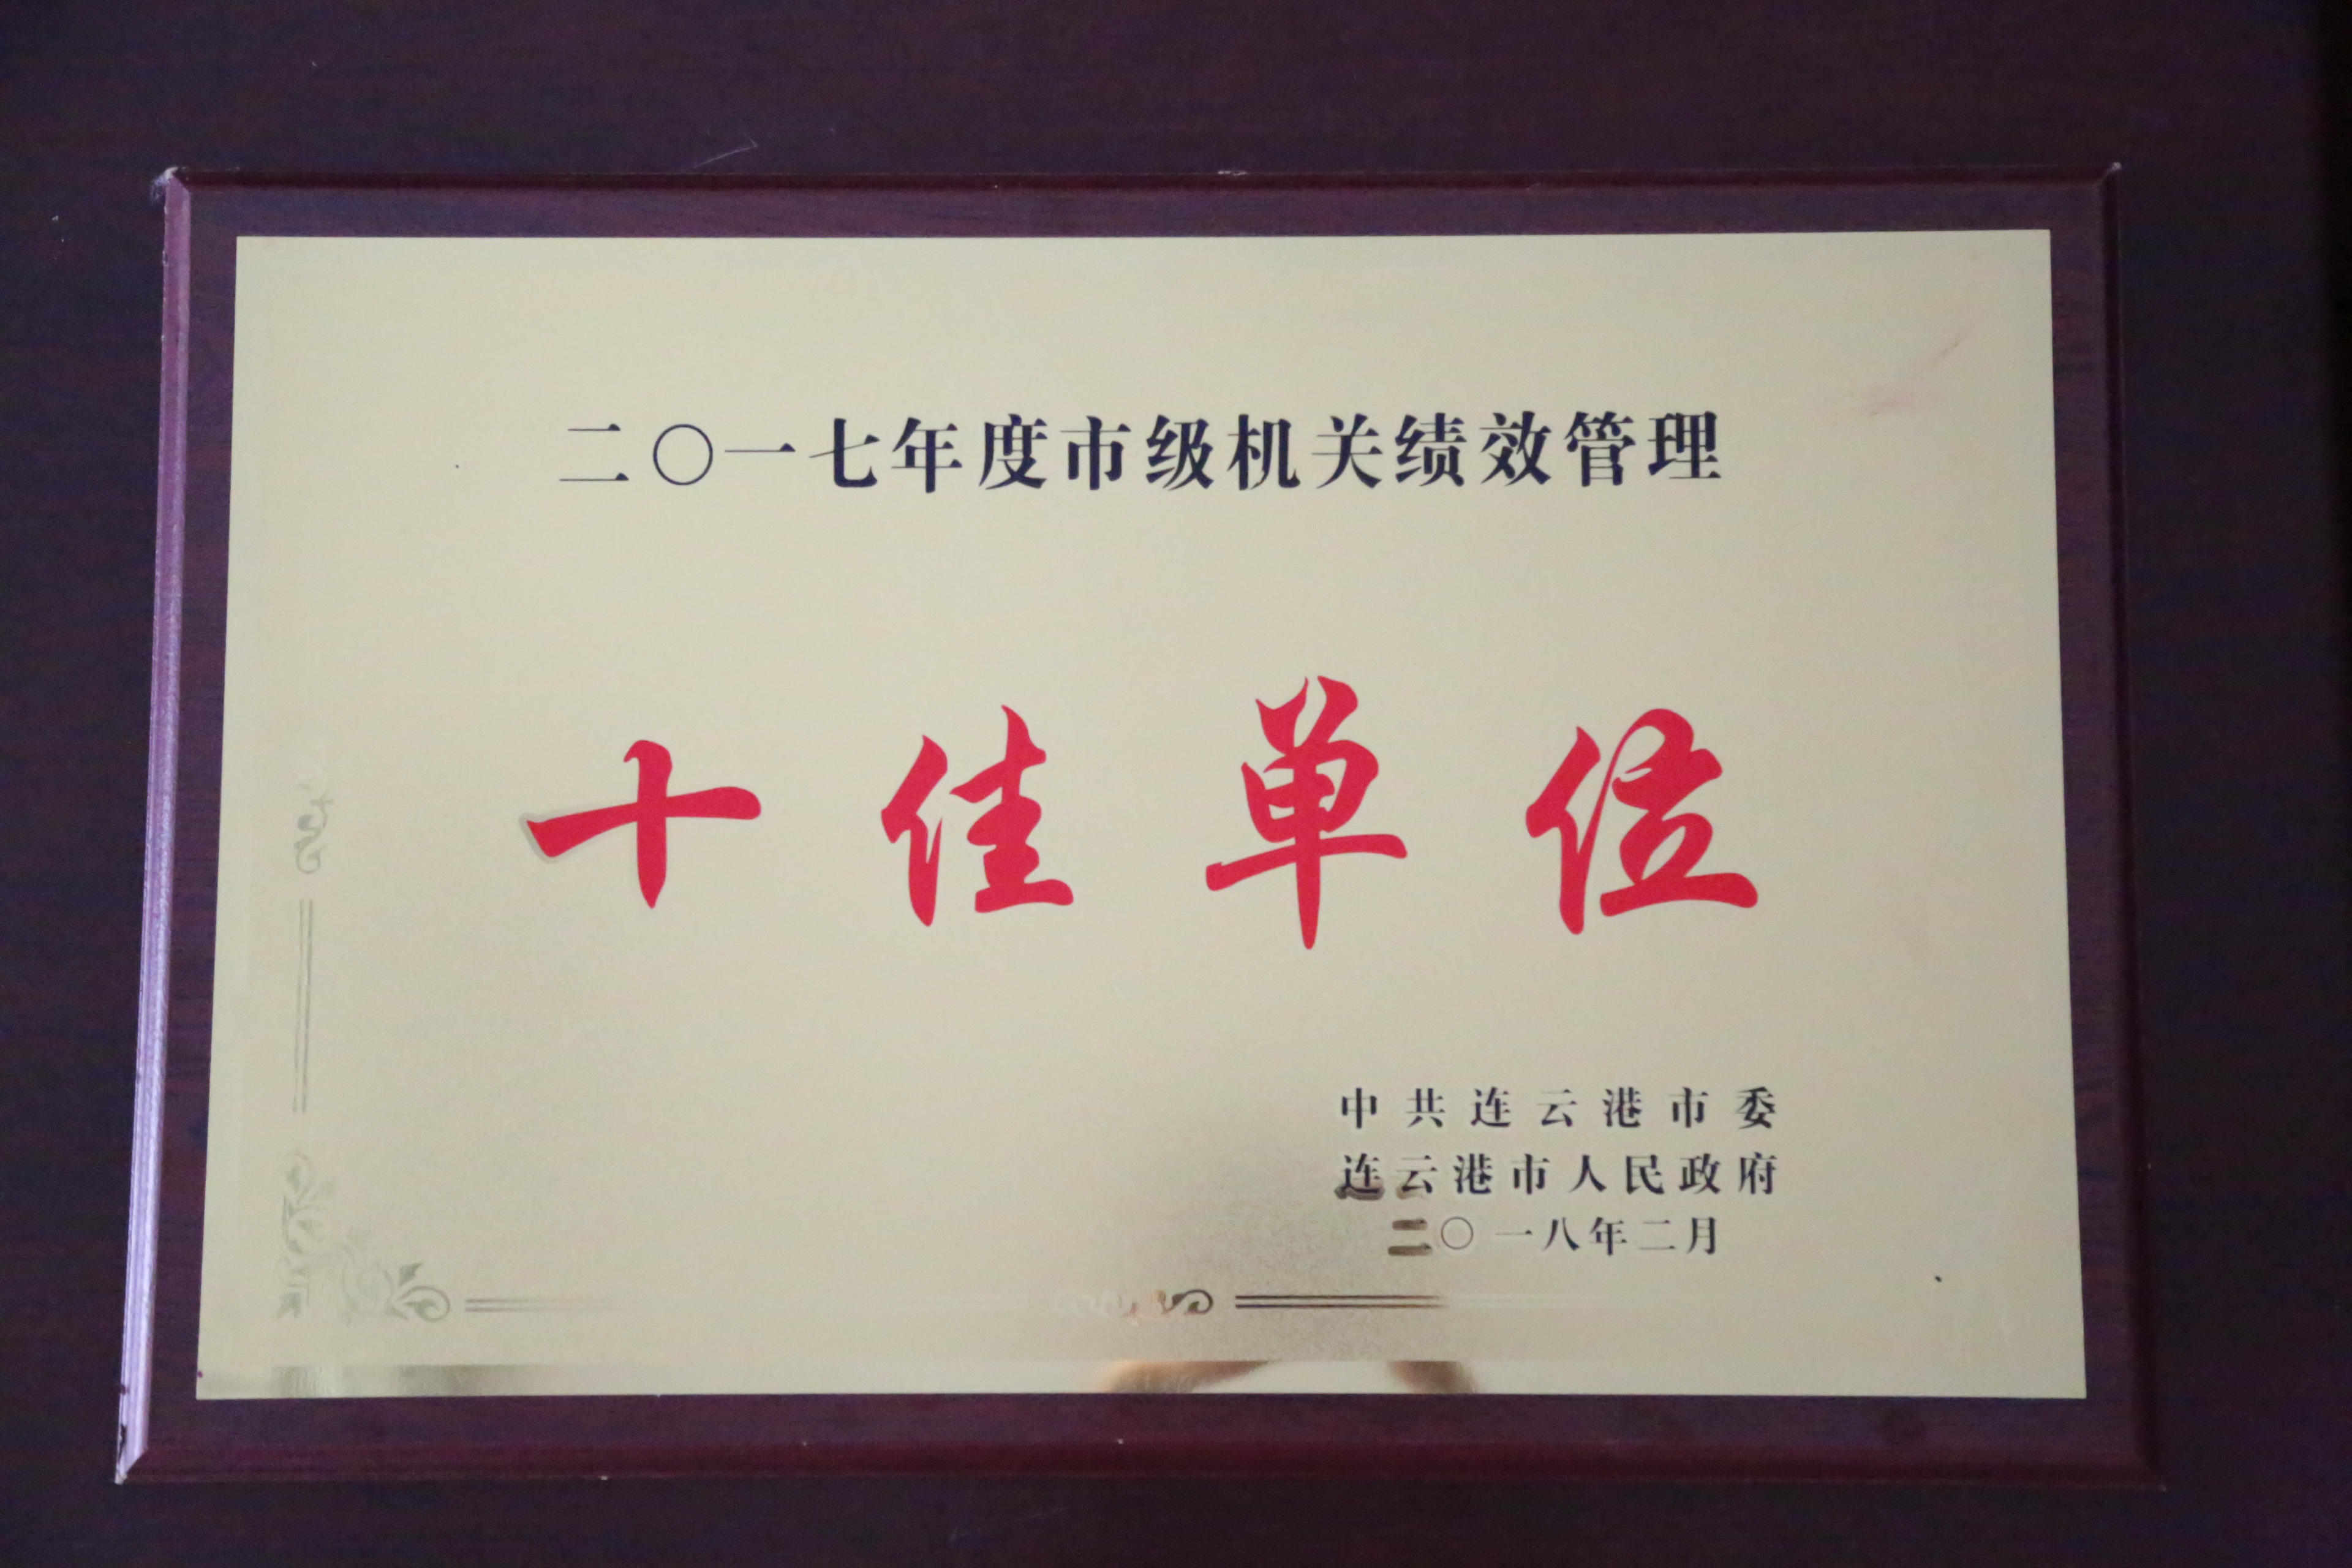 二〇一七年度市级机关绩效管理
十佳单位
中共连云港市委
连云港市人民政府
二〇一八年二月